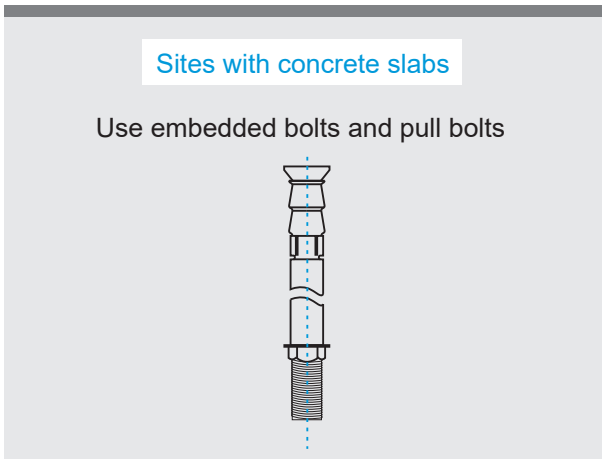 Sites with concrete slabs
Use embedded bolts and pull bolts